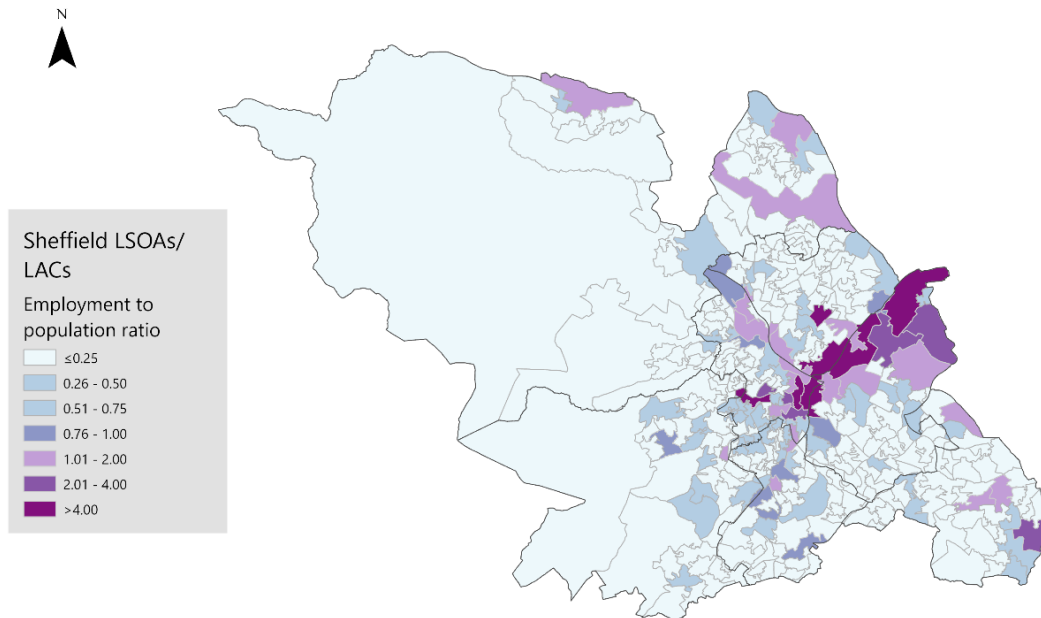 N
Sheffield LSOAs/
LACs
Employment to
population ratio
≤0.25
0.26 - 0.50
0.51 - 0.75
0.76 - 1.00
1.01 - 2.00
2.01 - 4.00
>4.00